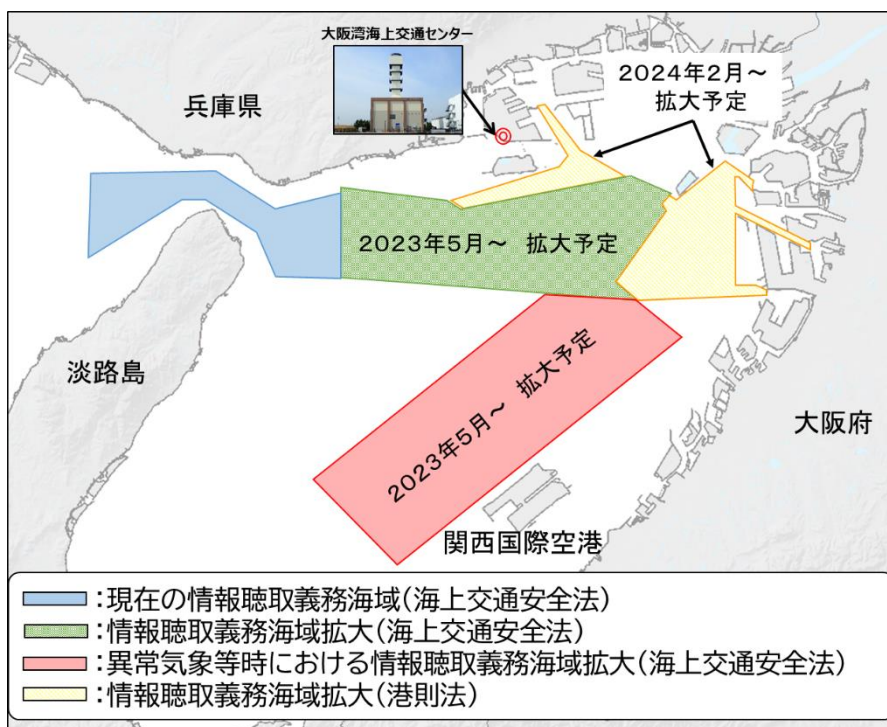 大阪湾海上交通センター
兵庫県
2024年2月～
拡大予定
2023年5月～ 拡大予定
淡路島
2023年5月～ 拡大予定
大阪府
関西国際空港
：現在の情報聴取義務海域（海上交通安全法）
：情報聴取義務海域拡大（海上交通安全法）
：異常気象等時における情報聴取義務海域拡大（海上交通安全法）
：情報聴取義務海域拡大（港則法）